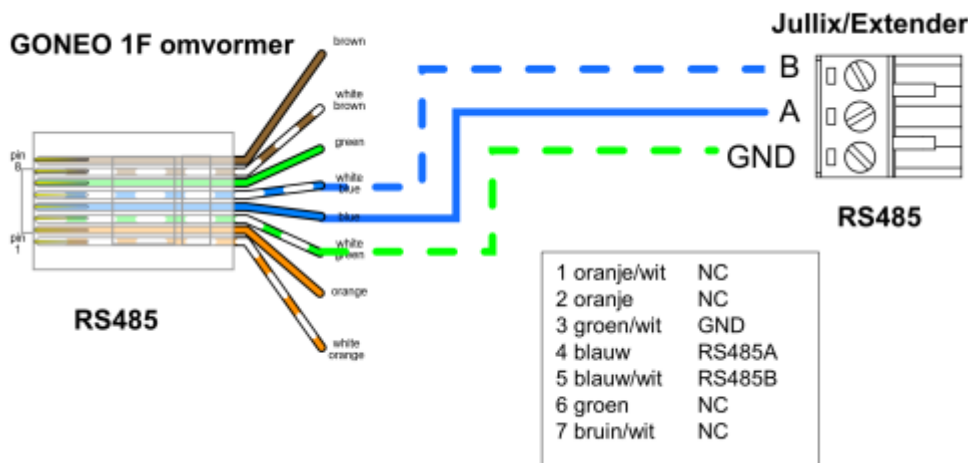 GONEO 1F omvormer
Jullix/Extender
brown
white
brown
green
white
blue
blue
white
green
orange
white
orange
pin
8
pin
1
RS485
B
A
GND
RS485
1 oranje/wit NC
2 oranje NC
3 groen/wit GND
4 blauw RS485A
5 blauw/wit RS485B
6 groen NC
7 bruin/wit NC